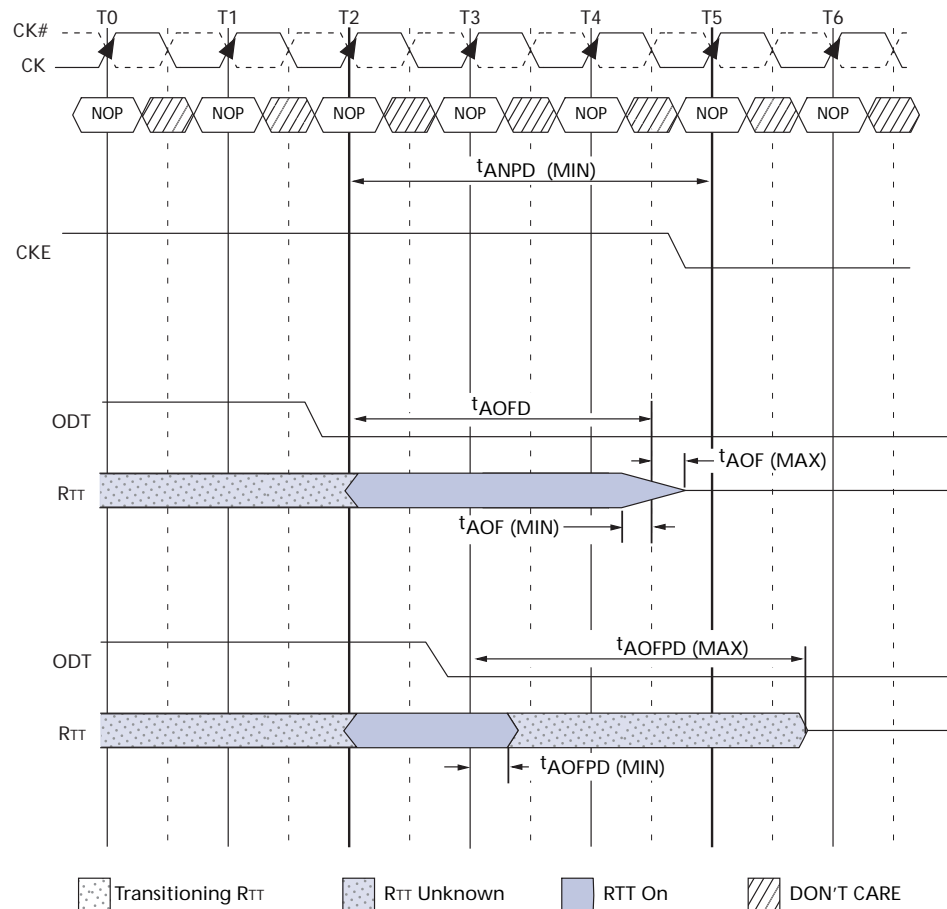 T0 T1 T2 T3 T4 T5 T6
CK#
CK
NOP NOP NOP NOP NOP NOP NOP
tANPD (MIN)
CKE
tAOFD
ODT
tAOF (MAX)
RTT
tAOF (MIN)
tAOFPD (MAX)
ODT
RTT
tAOFPD (MIN)
Transitioning RTT RTT Unknown RTT On DON'T CARE